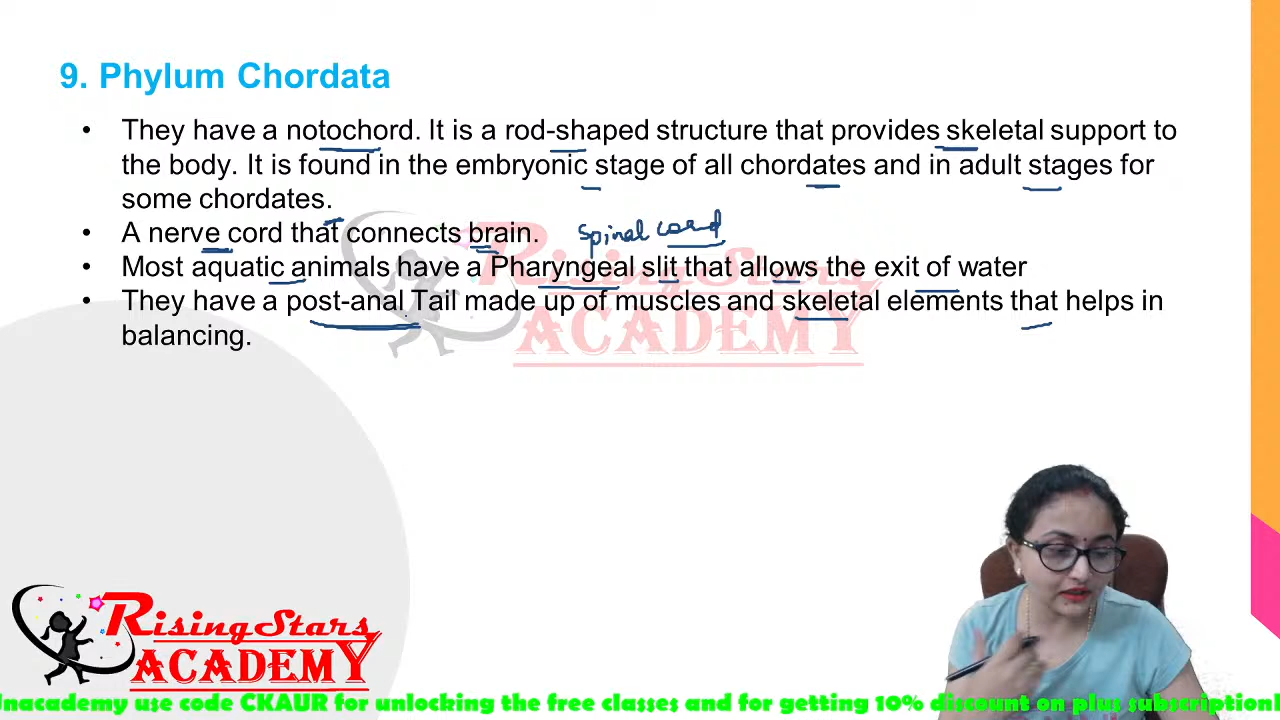 9. Phylum Chordata
• They have a notochord. It is a rod-shaped structure that provides skeletal support to
the body. It is found in the embryonic stage of all chordates and in adult stages for
some chordates.
• A nerve cord that connects brain. Spinal cord
• Most aquatic animals have a Pharyngeal slit that allows the exit of water
• They have a post-anal Tail made up of muscles and skeletal elements that helps in
balancing.
Rising Stars
ACADEMY
Rising Stars
ACADEMY
Unacademy use code CKAUR for unlocking the free classes and for getting 10% discount on plus subscription!